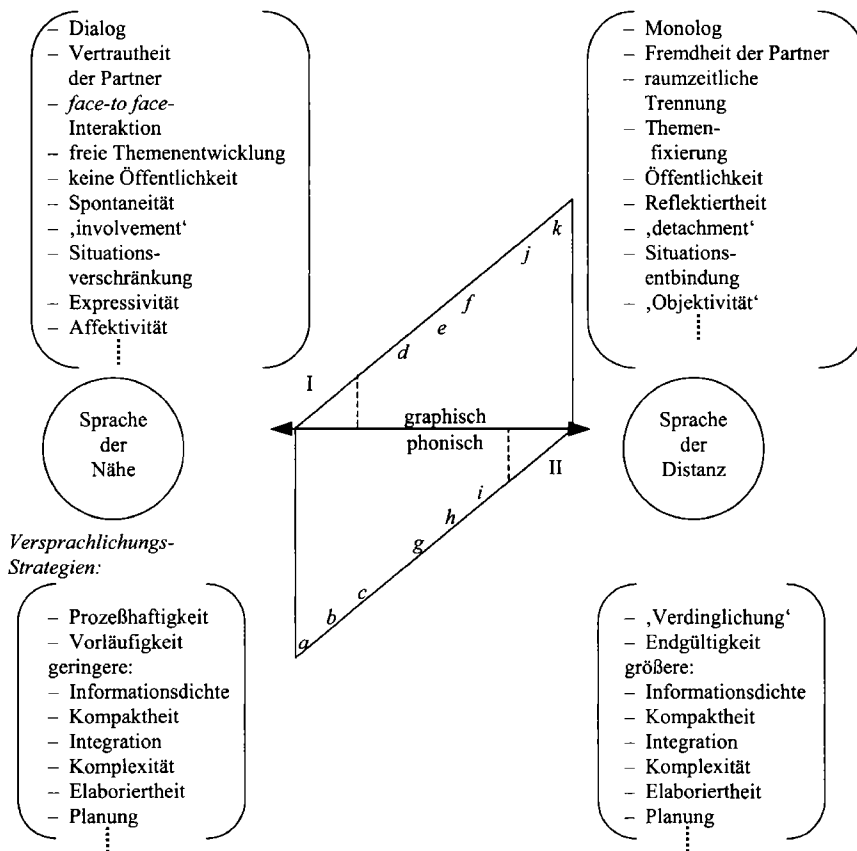 – Dialog
– Vertrautheit
der Partner
– face-to face-
Interaktion
– freie Themenentwicklung
– keine Öffentlichkeit
– Spontaneität
– ‚involvement‘
– Situations-
verschränkung
– Expressivität
– Affektivität
– Monolog
– Fremdheit der Partner
– raumzeitliche
Trennung
– Themen-
fixierung
– Öffentlichkeit
– Reflektiertheit
– ‚detachment‘
– Situations-
entbindung
– ‚Objektivität‘
k
j
f
e
d
I
Sprache
der
Nähe
graphisch
phonisch
Sprache
der
Distanz
II
i
h
g
c
b
a
Versprachlichungs-
Strategien:
– Prozeßhaftigkeit
– Vorläufigkeit
geringere:
– Informationsdichte
– Kompaktheit
– Integration
– Komplexität
– Elaboriertheit
– Planung
– ‚Verdinglichung‘
– Endgültigkeit
größere:
– Informationsdichte
– Kompaktheit
– Integration
– Komplexität
– Elaboriertheit
– Planung